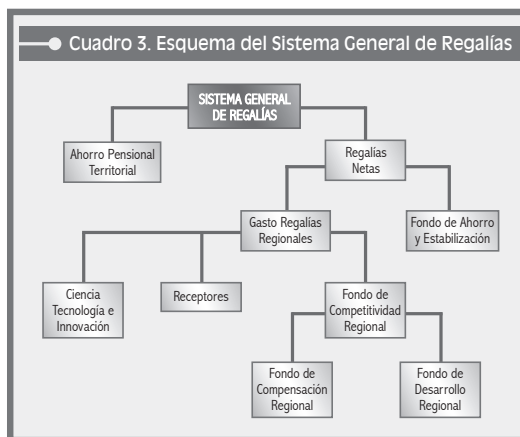 Cuadro 3. Esquema del Sistema General de Regalías
SISTEMA GENERAL
DE REGALÍAS
Ahorro Pensional
Territorial
Regalías
Netas
Gasto Regalías
Regionales
Fondo de Ahorro
y Estabilización
Ciencia
Tecnología e
Innovación
Receptores
Fondo de
Competitividad
Regional
Fondo de
Compensación
Regional
Fondo de
Desarrollo
Regional